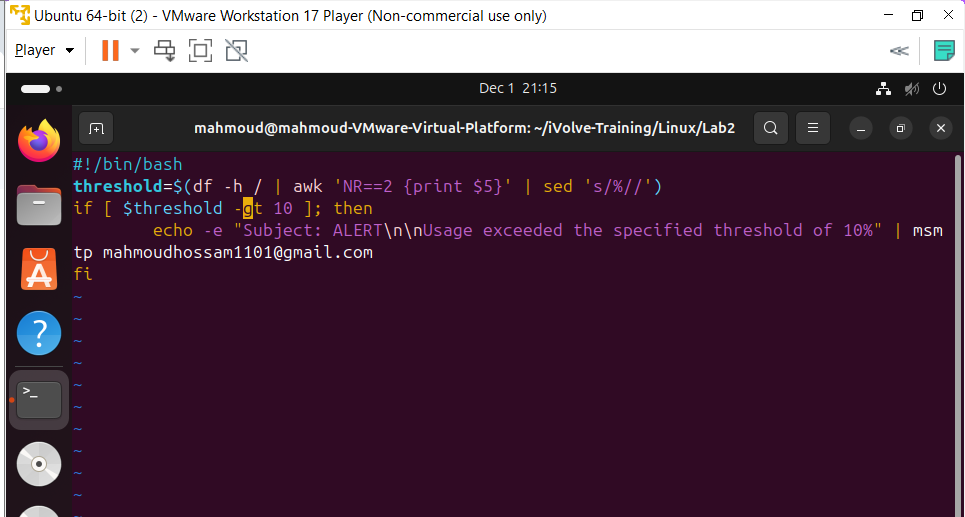 Ubuntu 64-bit (2) - VMware Workstation 17 Player (Non-commercial use only)
Player
Dec 1 21:15
mahmoud@mahmoud-VMware-Virtual-Platform: ~/iVolve-Training/Linux/Lab2
#!/bin/bash
threshold=$(df -h / | awk 'NR==2 {print $5}' | sed 's/%//')
if [ $threshold -gt 10 ]; then
        echo -e "Subject: ALERT\n\nUsage exceeded the specified threshold of 10%" | msm
tp mahmoudhossam1101@gmail.com
fi
~
~
~
~
~
~
~
~
~
~